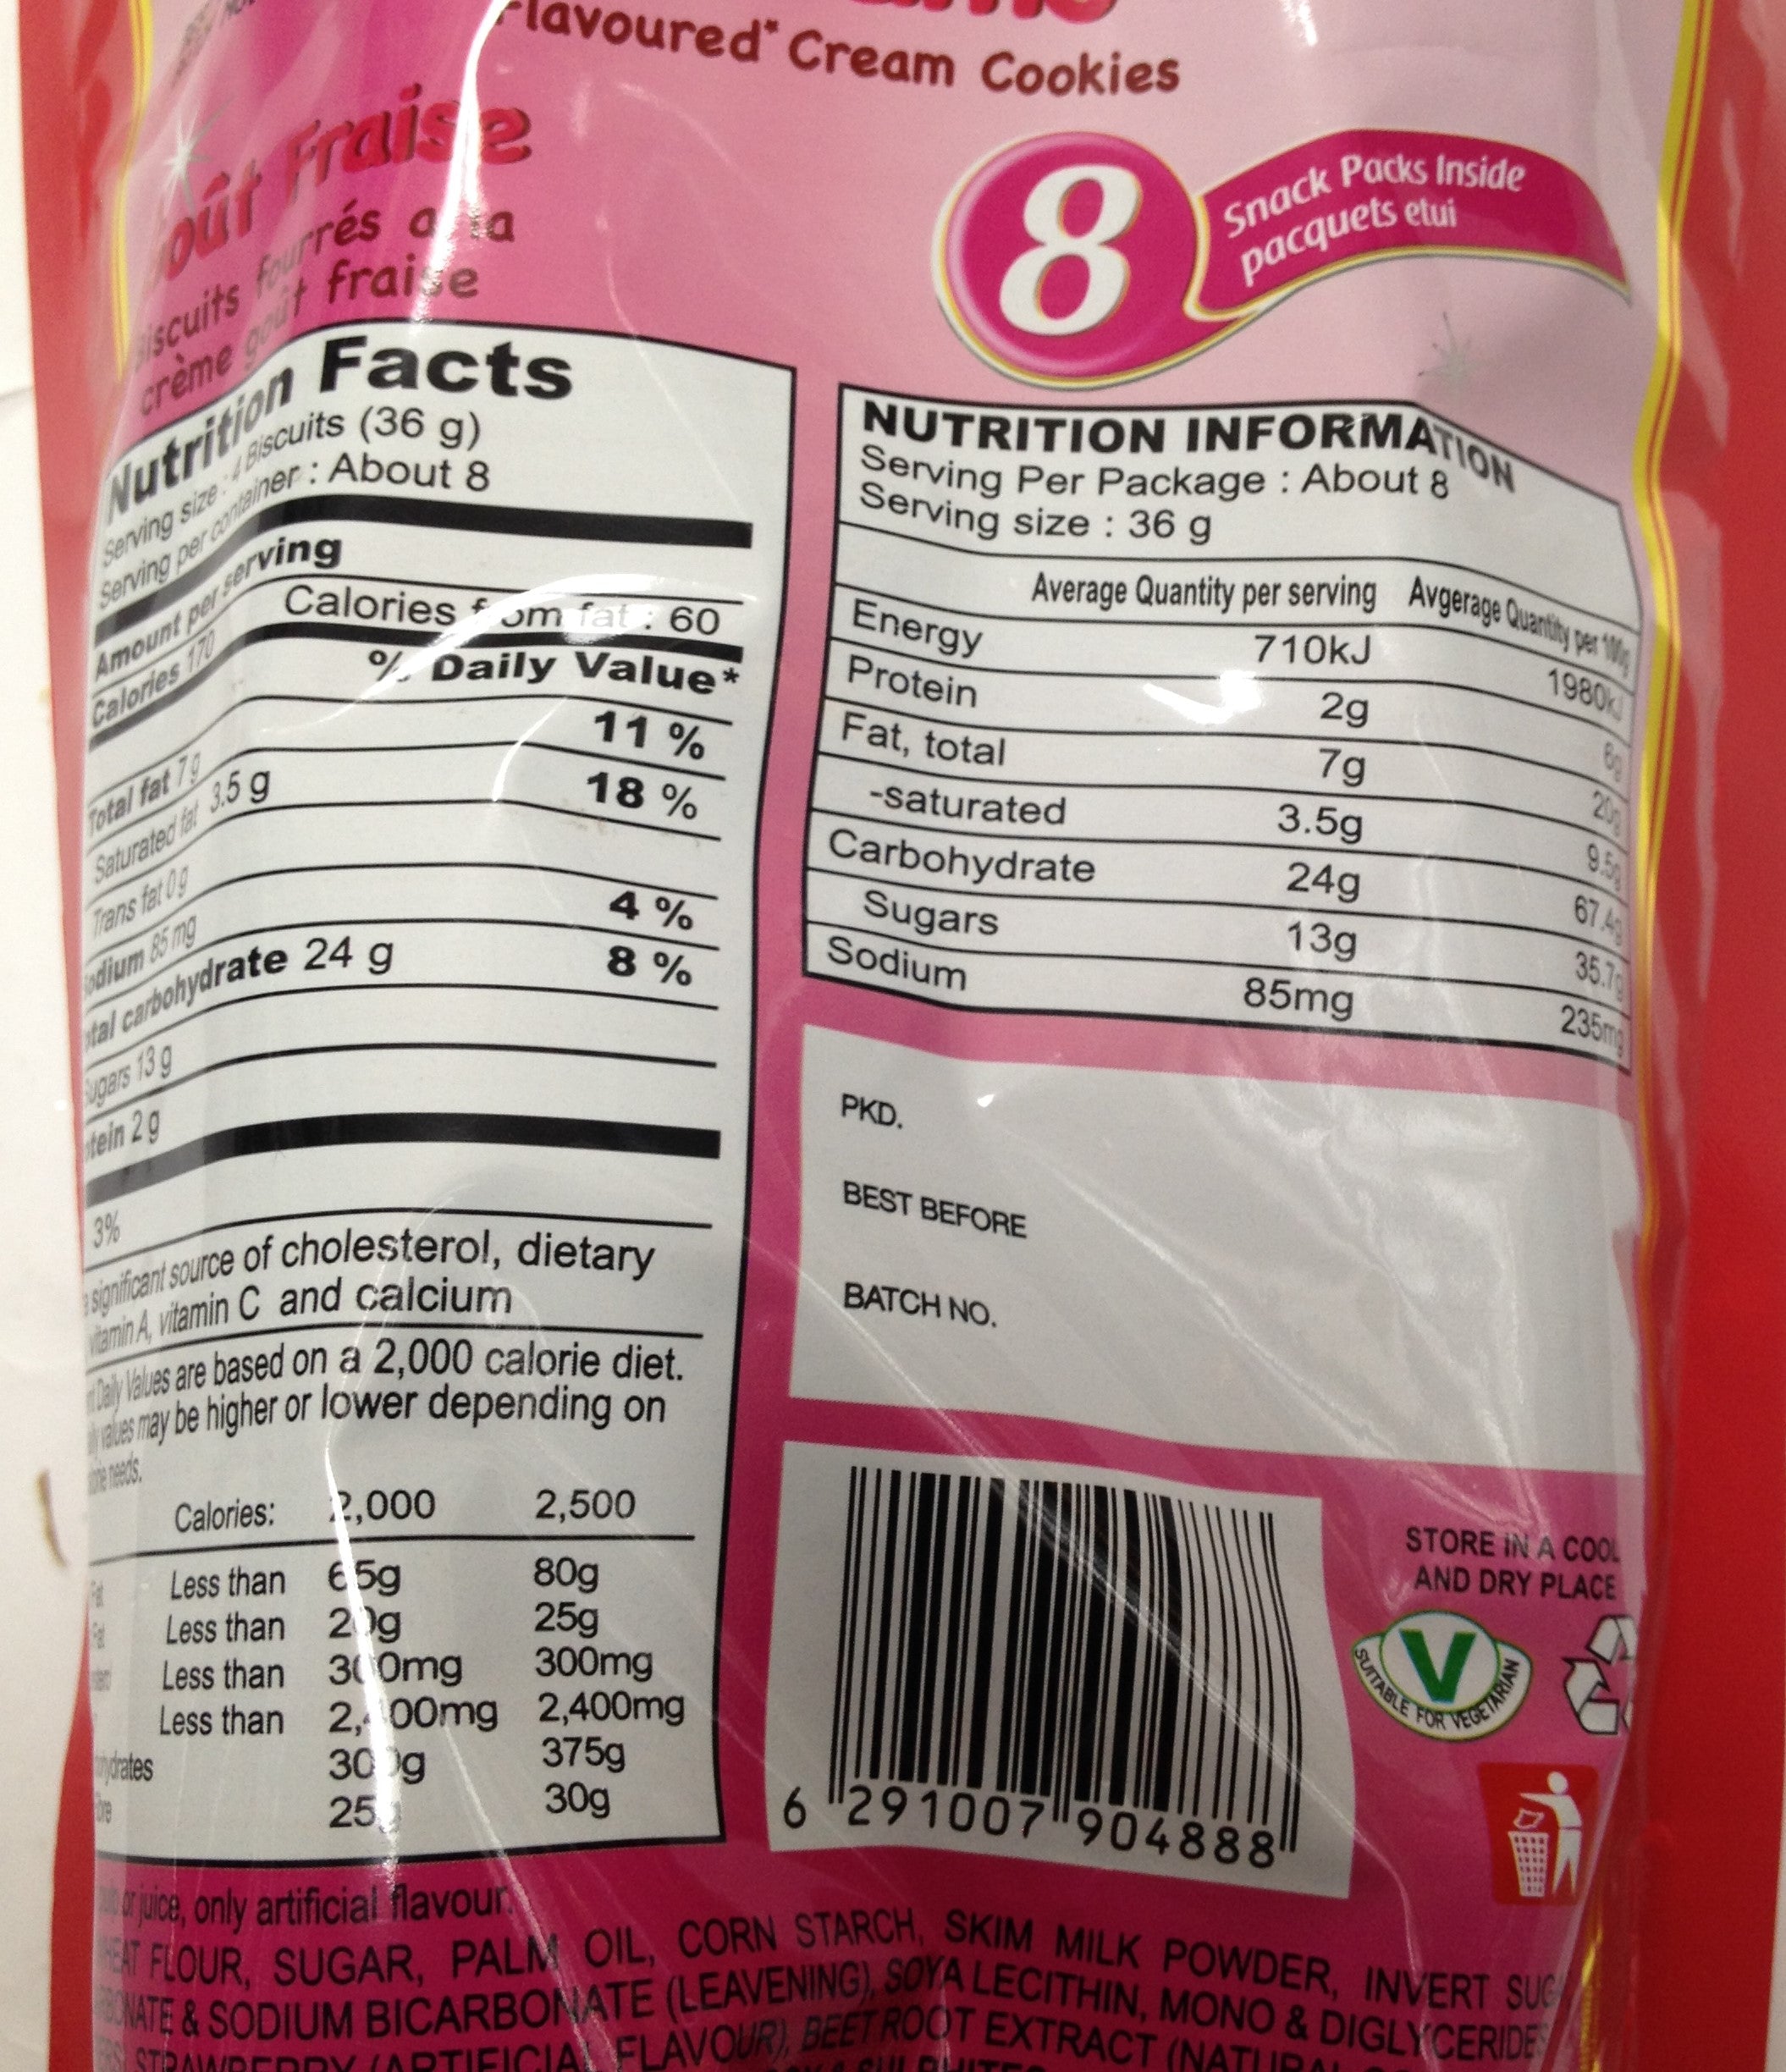 Flavoured* Cream Cookies
Goût Fraise
Biscuits fourrés à la
crème goût fraise
8
Snack Packs Inside
pacquets etui
Nutrition Facts
Serving size : 4 Biscuits (36 g)
Serving per container : About 8
Amount per serving
Calories 170 Calories from fat : 60
% Daily Value*
Total fat 7 g 11 %
Saturated fat 3.5 g 18 %
Trans fat 0 g
Sodium 85 mg 4 %
Total carbohydrate 24 g 8 %
Sugars 13 g
Protein 2 g
3%
significant source of cholesterol, dietary
vitamin A, vitamin C and calcium
Daily Values are based on a 2,000 calorie diet.
values may be higher or lower depending on
needs.
Calories: 2,000 2,500
Fat Less than 65g 80g
Fat Less than 20g 25g
Less than 300mg 300mg
Less than 2,400mg 2,400mg
300g 375g
25g 30g
NUTRITION INFORMATION
Serving Per Package : About 8
Serving size : 36 g
Average Quantity per serving Avgerage Quantity per 100g
Energy 710kJ 1980kJ
Protein 2g 6g
Fat, total 7g 20g
-saturated 3.5g 9.5g
Carbohydrate 24g 67.4g
Sugars 13g 35.7g
Sodium 85mg 235mg
PKD.
BEST BEFORE
BATCH NO.
6 291007 904888
STORE IN A COOL
AND DRY PLACE
V
SUITABLE FOR VEGETARIAN
or juice, only artificial flavour.
WHEAT FLOUR, SUGAR, PALM OIL, CORN STARCH, SKIM MILK POWDER, INVERT SUG
& SODIUM BICARBONATE (LEAVENING), SOYA LECITHIN, MONO & DIGLYCERIDES
STRAWBERRY (ARTIFICIAL FLAVOUR), BEET ROOT EXTRACT